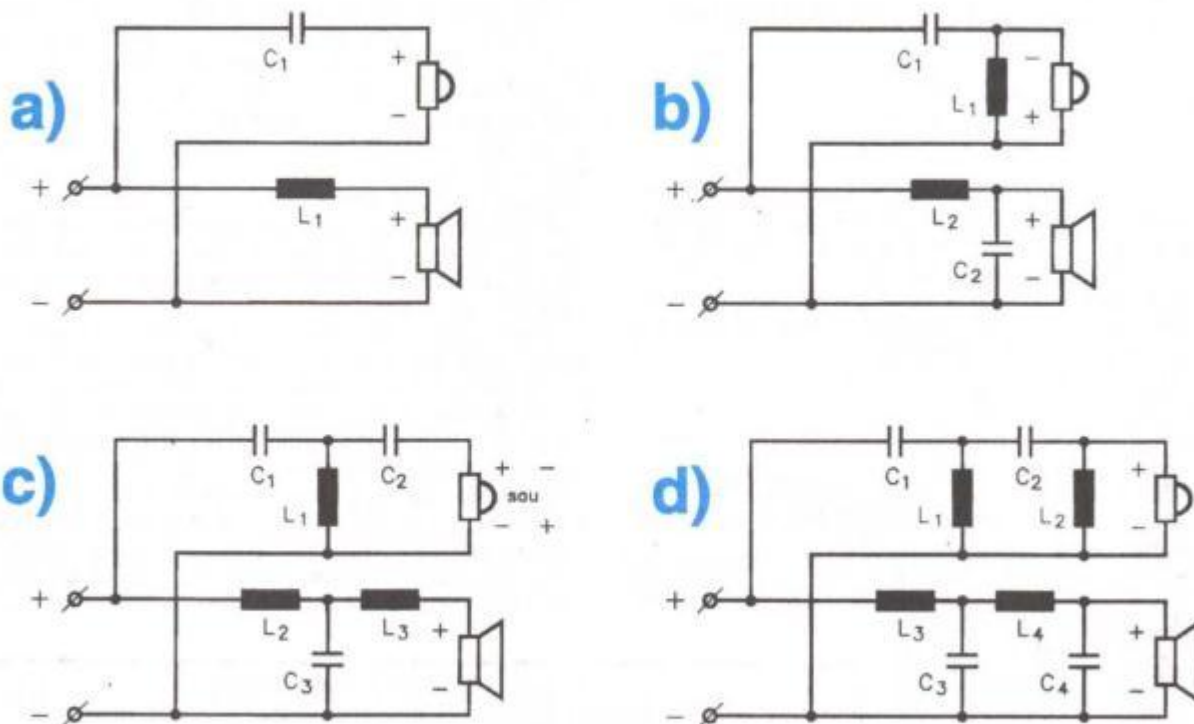 a)
C1
+
−
+
L1
+
−
−
b)
C1
L1
−
+
+
L2
C2
+
−
−
c)
C1
C2
L1
+ −
sou
− +
+
L2
L3
C3
+
−
−
d)
C1
C2
L1
L2
+
−
+
L3
L4
C3
C4
+
−
−